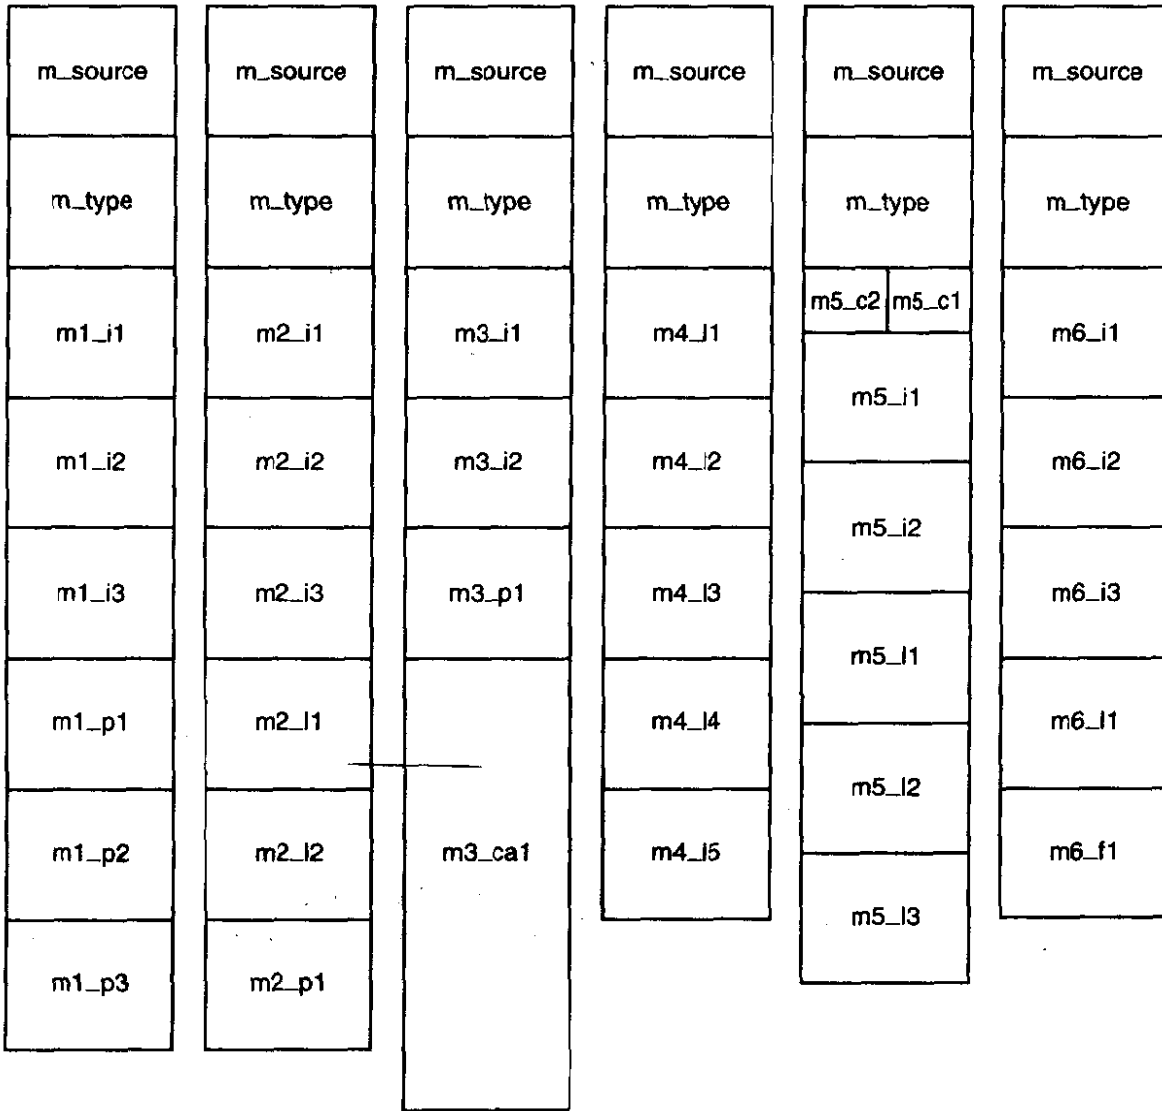 m_source m_source m_source m_source m_source m_source
m_type m_type m_type m_type m_type m_type
m1_i1 m2_i1 m3_i1 m4_l1 m5_c2 m5_c1 m6_i1
m5_i1
m1_i2 m2_i2 m3_i2 m4_l2 m6_i2
m5_i2
m1_i3 m2_i3 m3_p1 m4_l3 m6_i3
m5_l1
m1_p1 m2_l1 m4_l4 m6_l1
m5_l2
m1_p2 m2_l2 m3_ca1 m4_l5 m6_f1
m5_l3
m1_p3 m2_p1